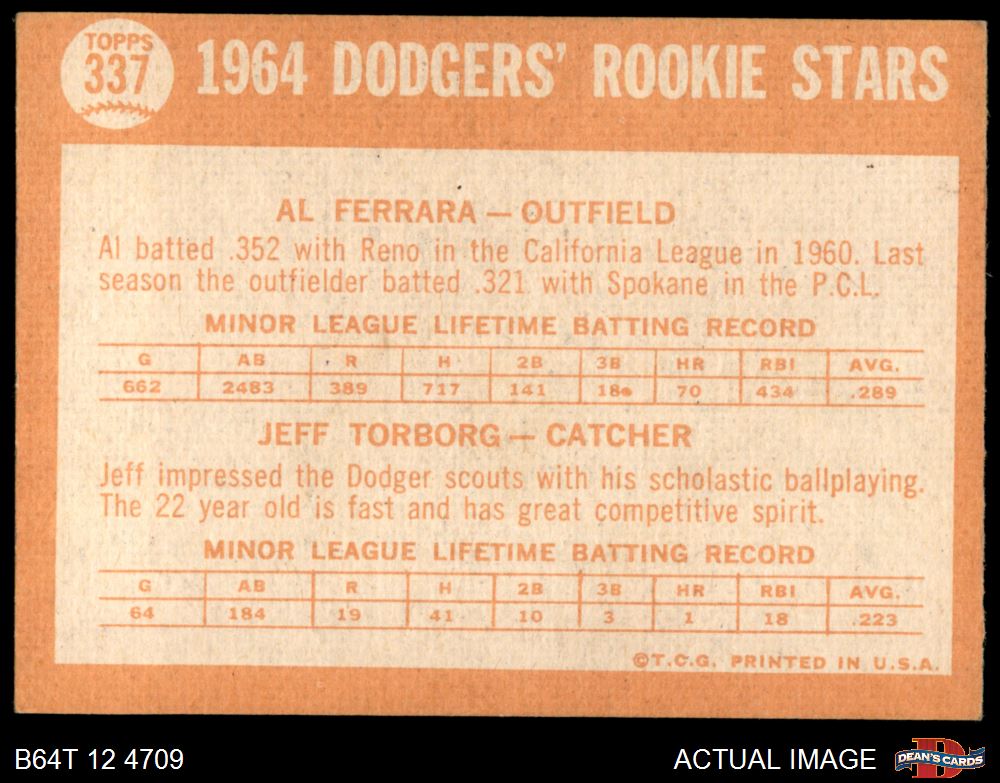 TOPPS
337
1964 DODGERS' ROOKIE STARS
AL FERRARA — OUTFIELD
Al batted .352 with Reno in the California League in 1960. Last
season the outfielder batted .321 with Spokane in the P.C.L.
MINOR LEAGUE LIFETIME BATTING RECORD
G AB R H 2B 3B HR RBI AVG.
662 2483 389 717 141 18 70 434 .289
JEFF TORBORG — CATCHER
Jeff impressed the Dodger scouts with his scholastic ballplaying.
The 22 year old is fast and has great competitive spirit.
MINOR LEAGUE LIFETIME BATTING RECORD
G AB R H 2B 3B HR RBI AVG.
64 184 19 41 10 3 1 18 .223
©T.C.G. PRINTED IN U.S.A.
B64T 12 4709
ACTUAL IMAGE
D
DEAN'S CARDS